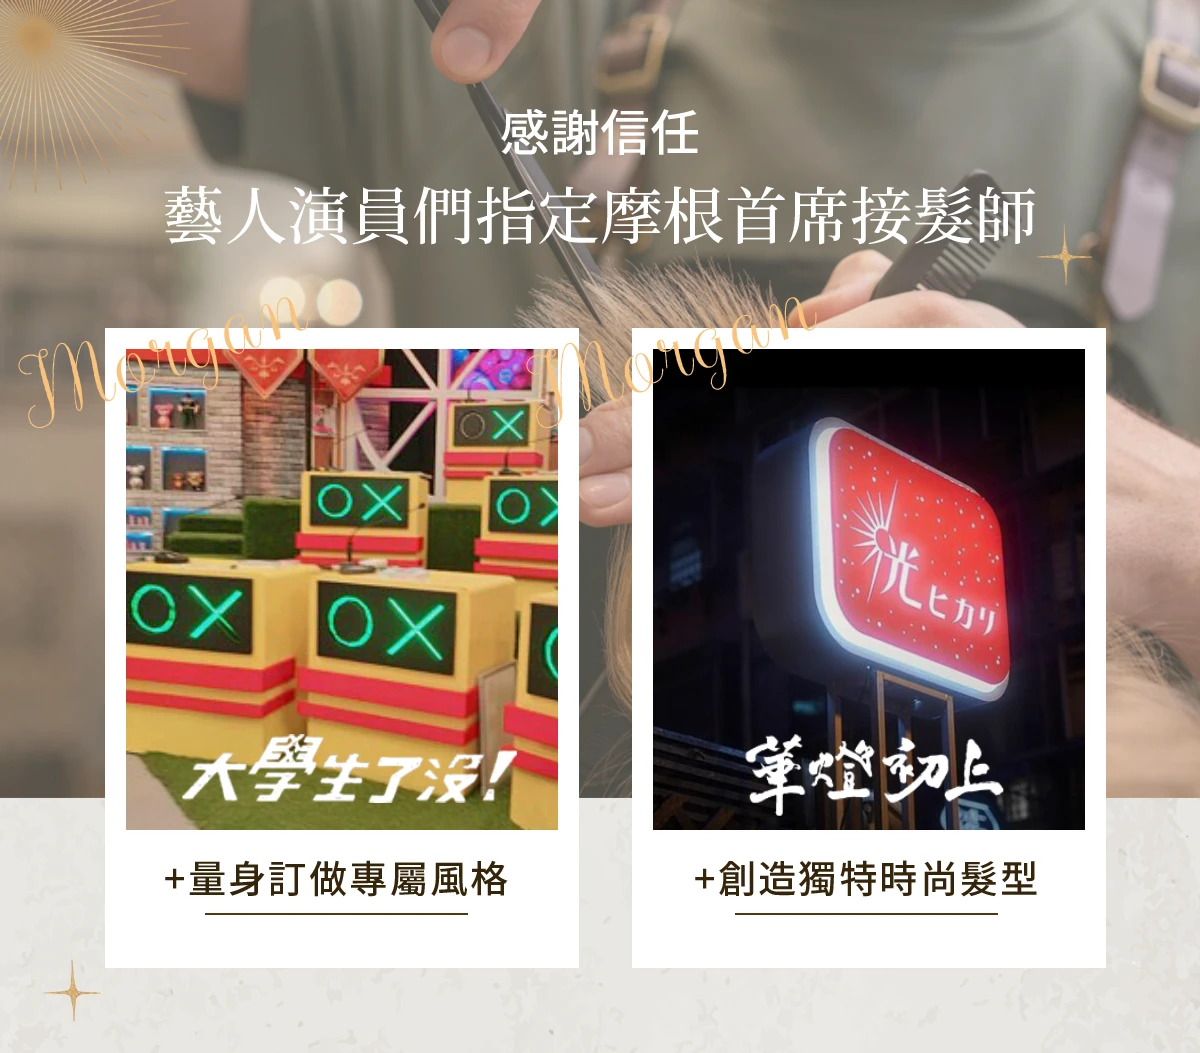 感謝信任
藝人演員們指定摩根首席接髮師
Morgan
Morgan
OX
OX
OX
OX
OX
大學生了沒!
+量身訂做專屬風格
光ヒカリ
華燈初上
+創造獨特時尚髮型